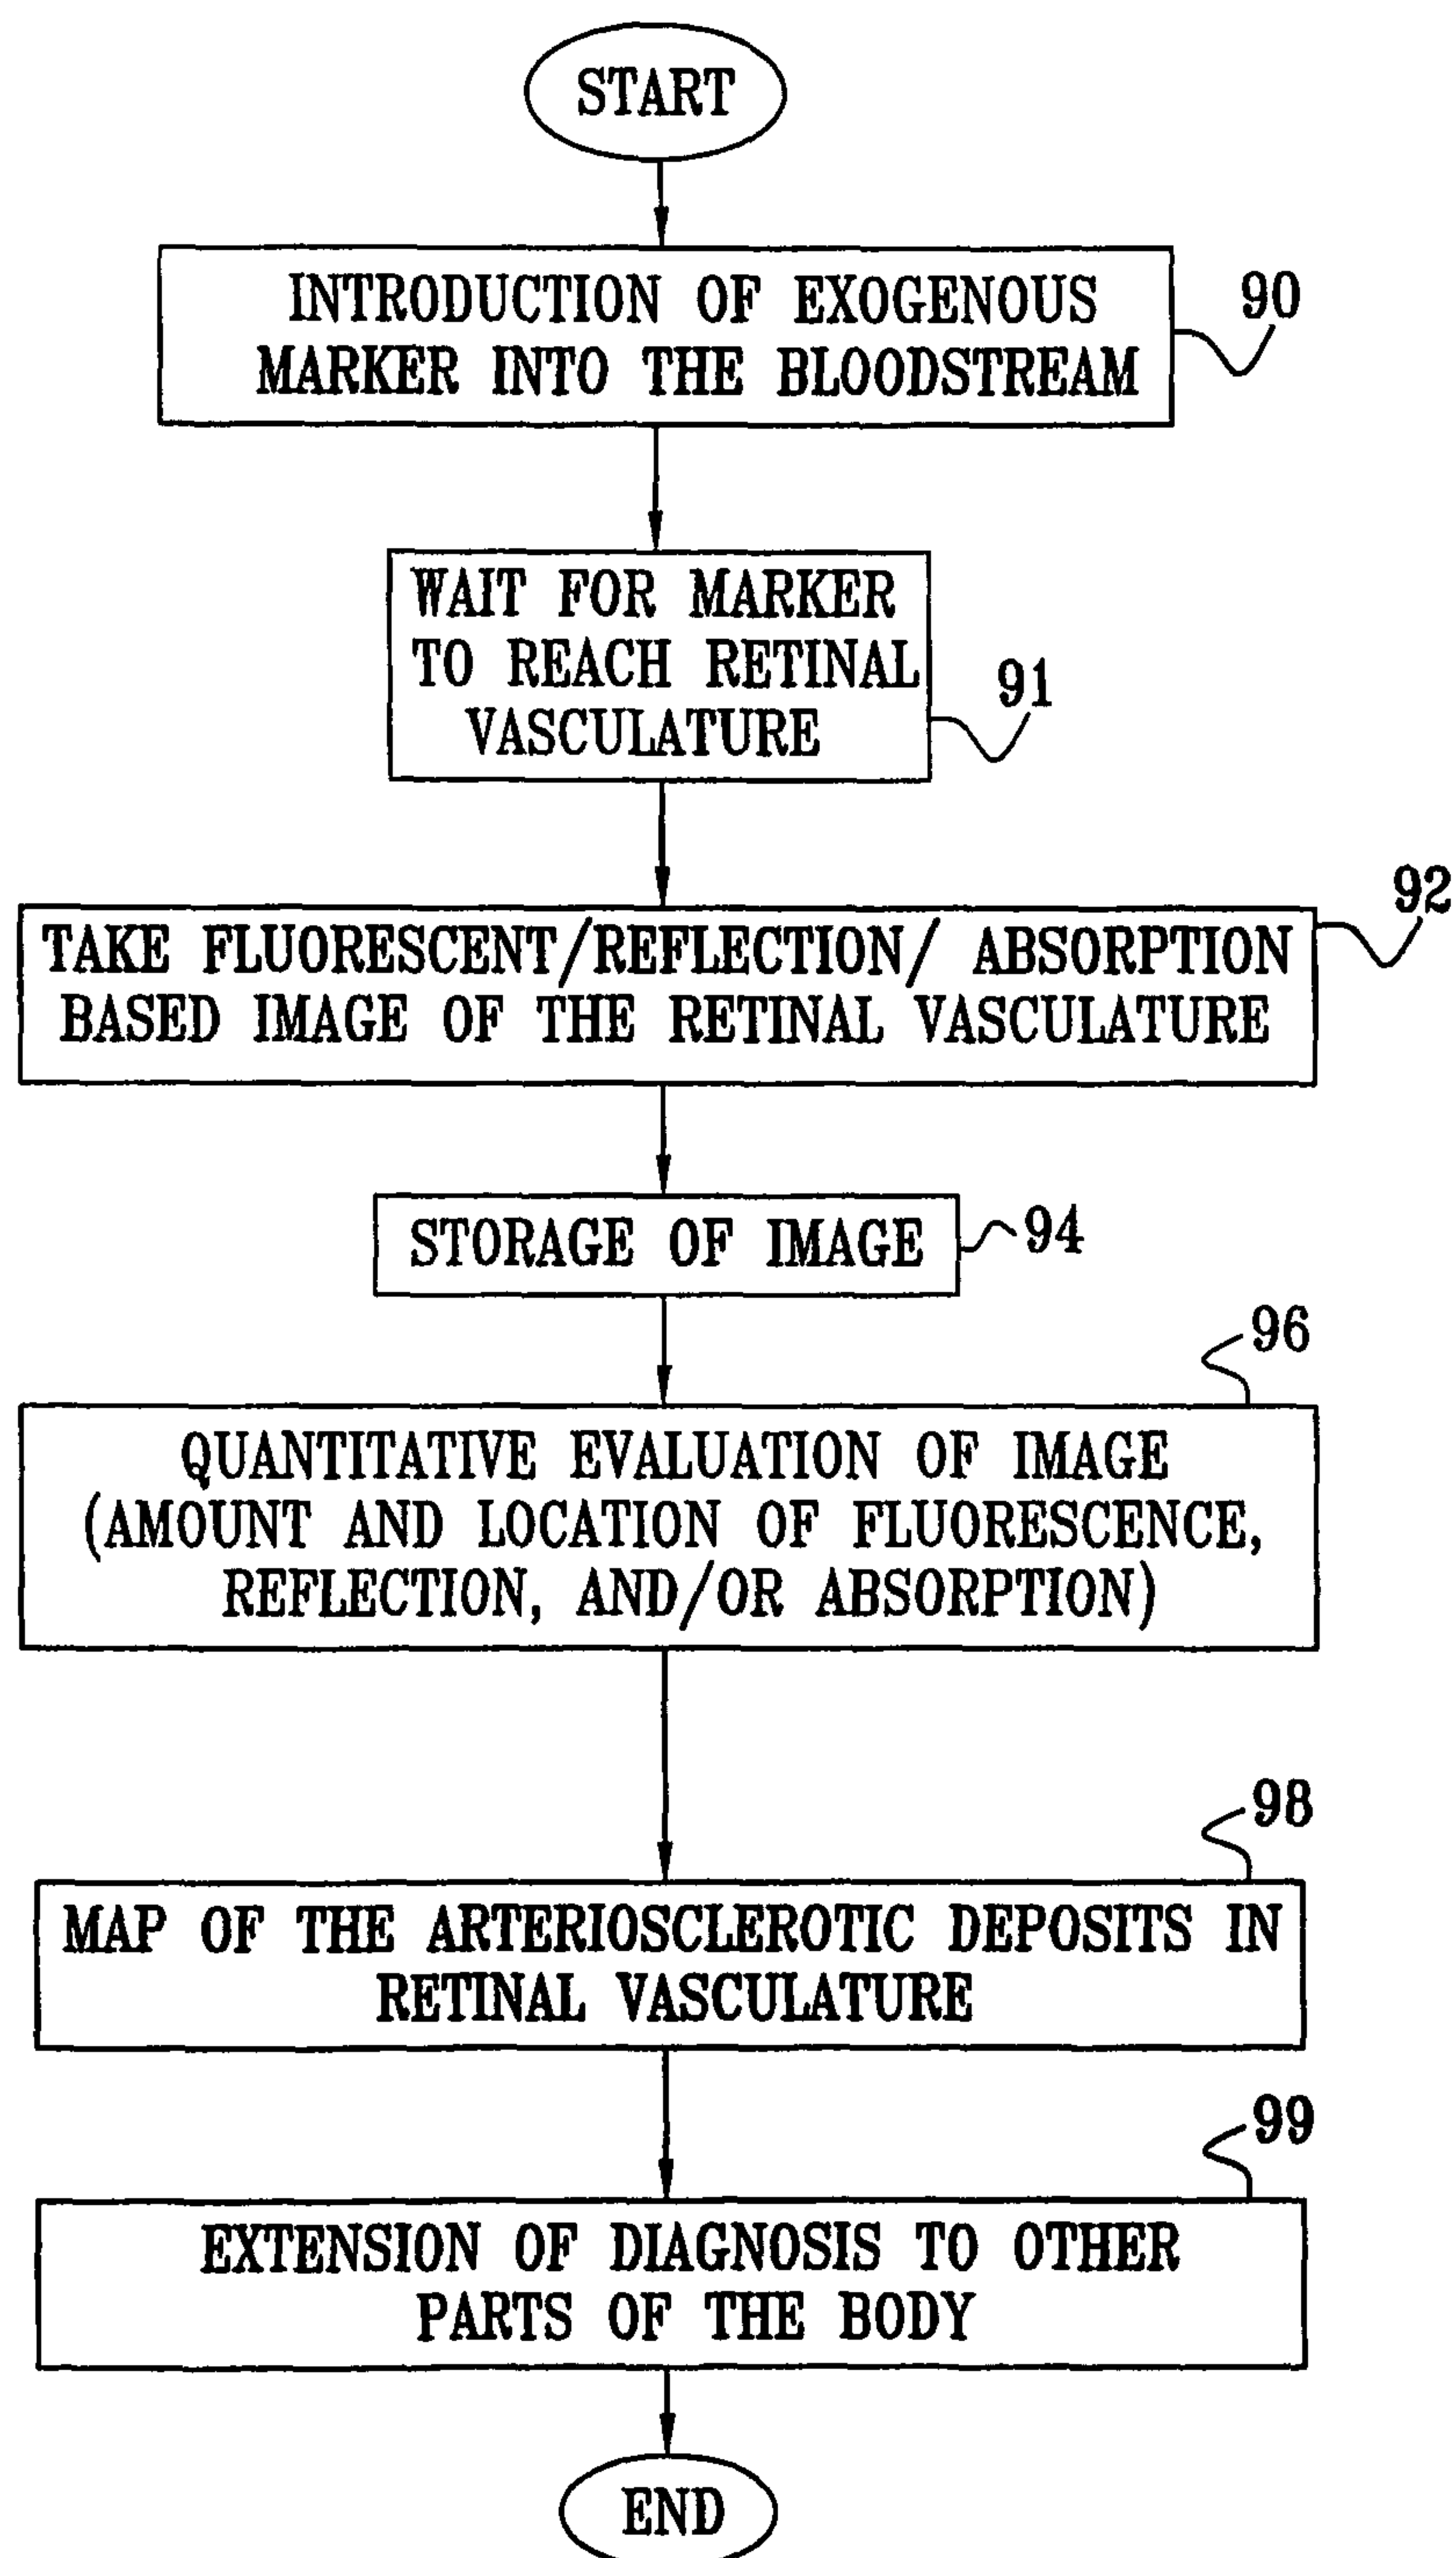 START
INTRODUCTION OF EXOGENOUS
MARKER INTO THE BLOODSTREAM
90
WAIT FOR MARKER
TO REACH RETINAL
VASCULATURE
91
TAKE FLUORESCENT/REFLECTION/ ABSORPTION
BASED IMAGE OF THE RETINAL VASCULATURE
92
STORAGE OF IMAGE
94
96
QUANTITATIVE EVALUATION OF IMAGE
(AMOUNT AND LOCATION OF FLUORESCENCE,
REFLECTION, AND/OR ABSORPTION)
98
MAP OF THE ARTERIOSCLEROTIC DEPOSITS IN
RETINAL VASCULATURE
99
EXTENSION OF DIAGNOSIS TO OTHER
PARTS OF THE BODY
END